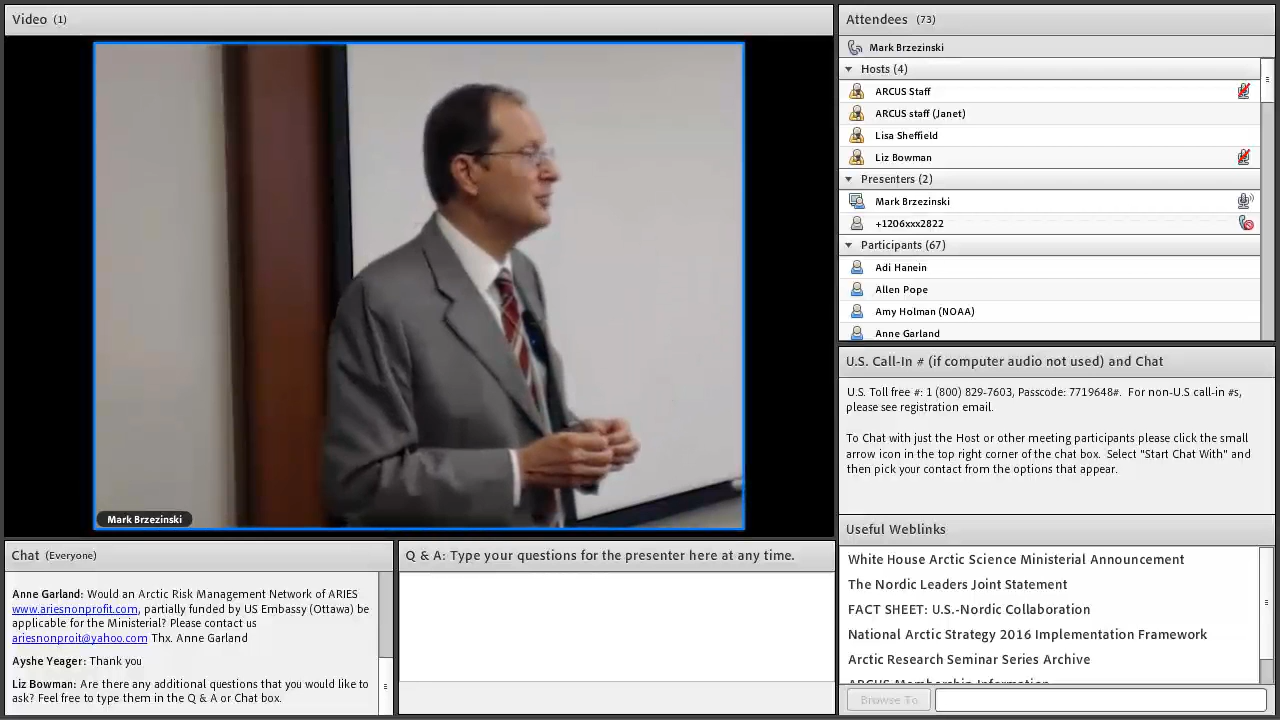 Video (1)
Mark Brzezinski
Attendees (73)
Mark Brzezinski
Hosts (4)
ARCUS Staff
ARCUS staff (Janet)
Lisa Sheffield
Liz Bowman
Presenters (2)
Mark Brzezinski
+1206xxx2822
Participants (67)
Adi Hanein
Allen Pope
Amy Holman (NOAA)
Anne Garland
U.S. Call-In # (if computer audio not used) and Chat
U.S. Toll free #: 1 (800) 829-7603, Passcode: 7719648#. For non-U.S call-in #s,
please see registration email.
To Chat with just the Host or other meeting participants please click the small
arrow icon in the top right corner of the chat box. Select "Start Chat With" and
then pick your contact from the options that appear.
Useful Weblinks
White House Arctic Science Ministerial Announcement
The Nordic Leaders Joint Statement
FACT SHEET: U.S.-Nordic Collaboration
National Arctic Strategy 2016 Implementation Framework
Arctic Research Seminar Series Archive
ARCUS Membership Information
Browse To
Chat (Everyone)
Anne Garland: Would an Arctic Risk Management Network of ARIES
www.ariesnonprofit.com, partially funded by US Embassy (Ottawa) be
applicable for the Ministerial? Please contact us
ariesnonproit@yahoo.com Thx. Anne Garland
Ayshe Yeager: Thank you
Liz Bowman: Are there any additional questions that you would like to
ask? Feel free to type them in the Q & A or Chat box.
Q & A: Type your questions for the presenter here at any time.